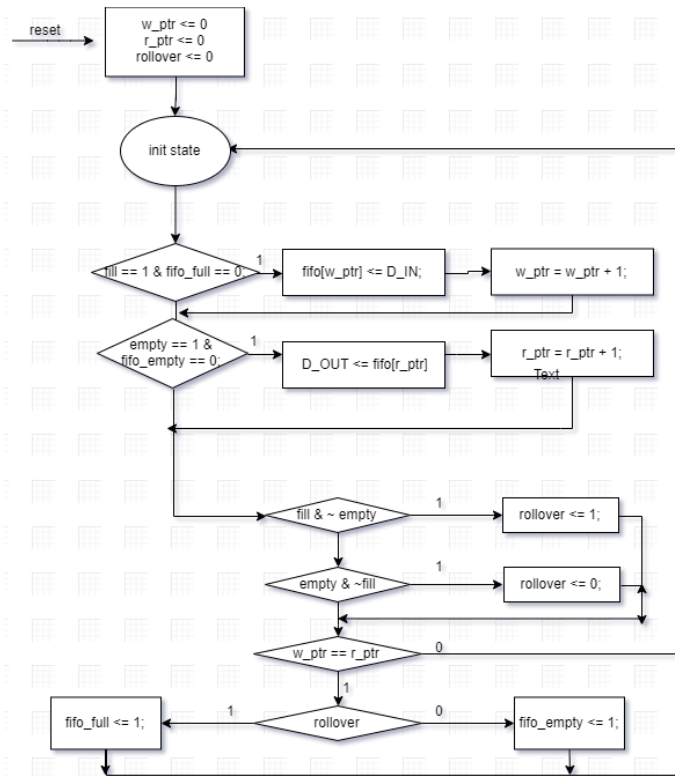 reset
w_ptr <= 0
r_ptr <= 0
rollover <= 0
init state
fill == 1 & fifo_full == 0;
1
fifo[w_ptr] <= D_IN;
w_ptr = w_ptr + 1;
empty == 1 &
fifo_empty == 0;
1
D_OUT <= fifo[r_ptr]
r_ptr = r_ptr + 1;
Text
fill & ~ empty
1
rollover <= 1;
empty & ~fill
1
rollover <= 0;
w_ptr == r_ptr
0
1
fifo_full <= 1;
1
rollover
0
fifo_empty <= 1;